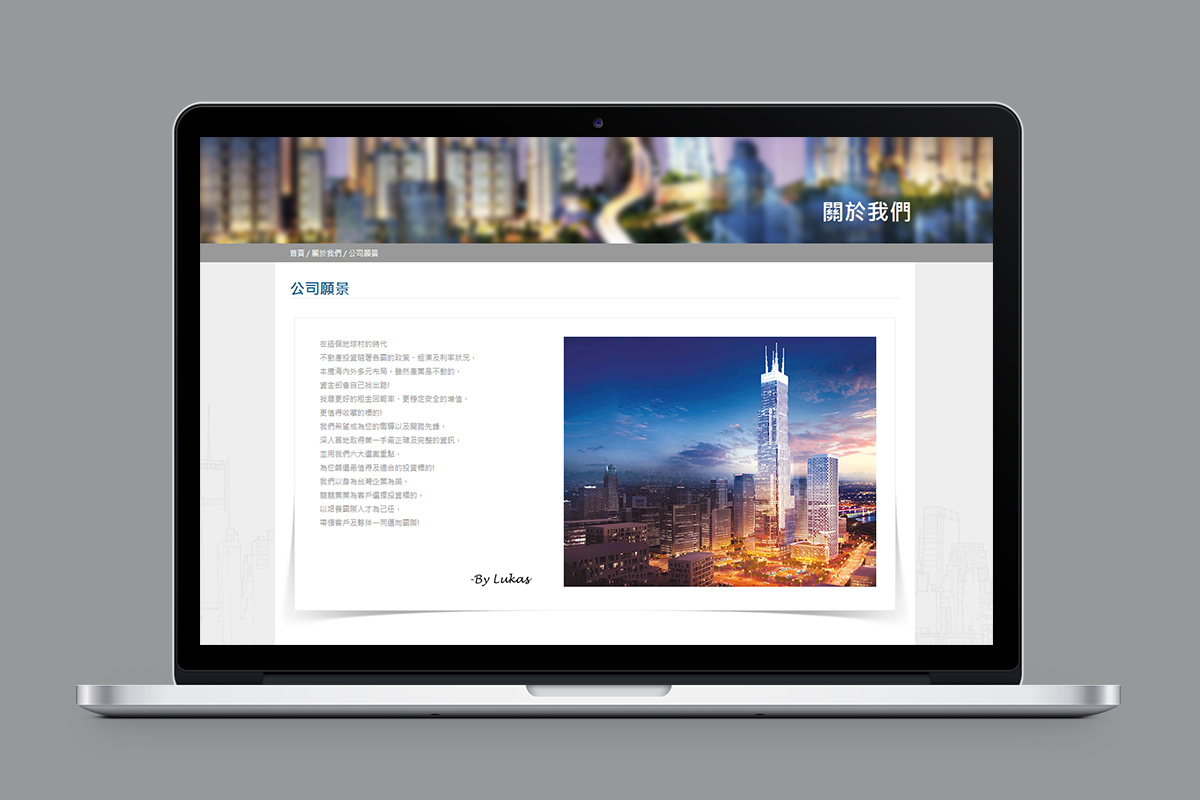 關於我們
首頁 / 關於我們 / 公司願景
公司願景
在這個地球村的時代
不動產投資隨著各國的政策、經濟及利率狀況，
本應海內外多元布局。雖然產業是不動的，
資金卻會自己找出路!
找尋更好的租金回報率、更穩定安全的增值、
更值得收藏的標的!
我們希望成為您的嚮導以及開路先鋒，
深入當地取得第一手最正確及完整的資訊，
並用我們六大選案重點，
為您篩選最值得及適合的投資標的!
我們以身為台灣企業為榮，
兢兢業業為客戶選擇投資標的，
以培養國際人才為己任，
帶領客戶及夥伴一同邁向國際!
-By Lukas